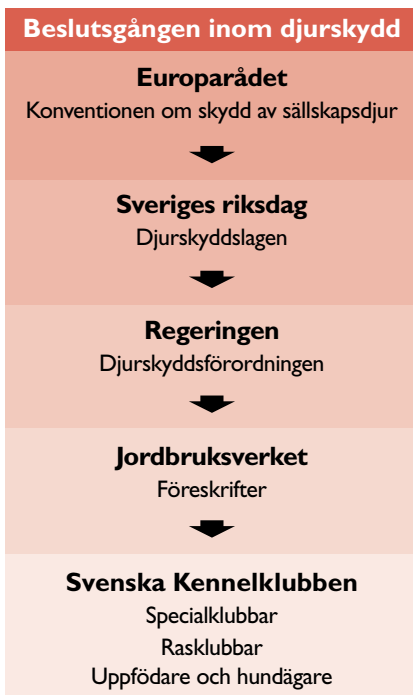 Beslutsgången inom djurskydd
Europarådet
Konventionen om skydd av sällskapsdjur
Sveriges riksdag
Djurskyddslagen
Regeringen
Djurskyddsförordningen
Jordbruksverket
Föreskrifter
Svenska Kennelklubben
Specialklubbar
Rasklubbar
Uppfödare och hundägare